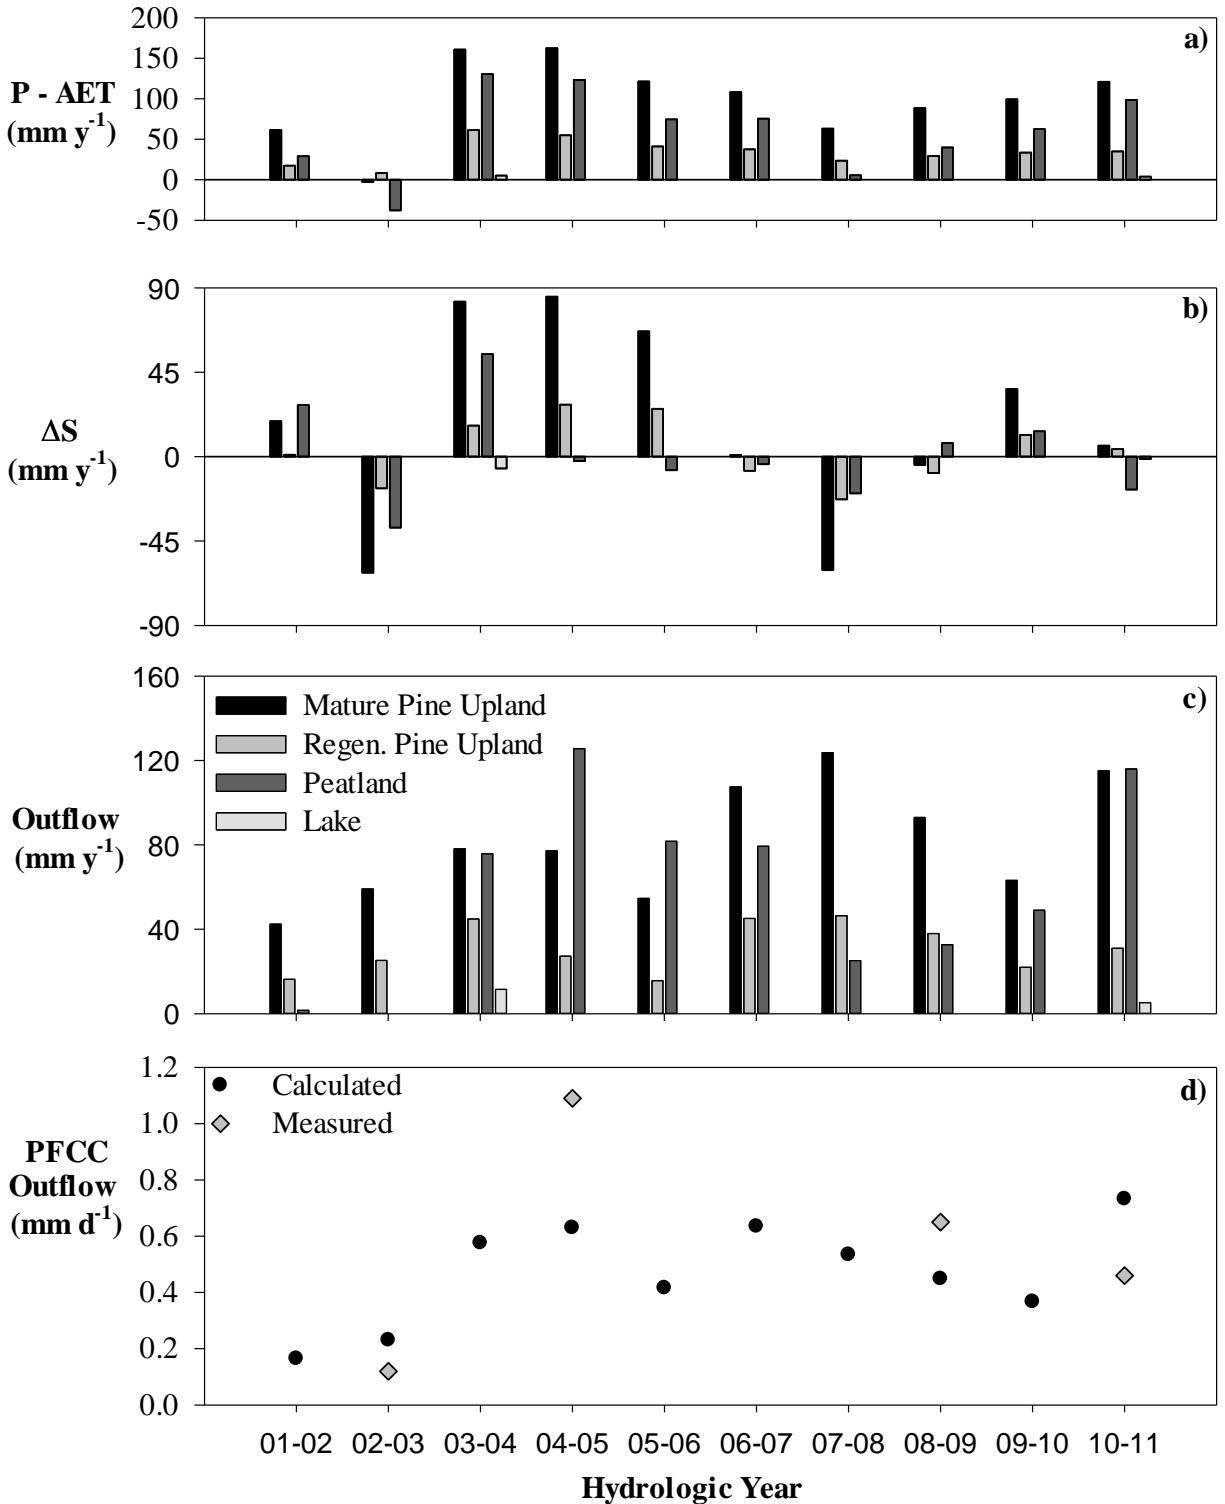 200
a)
150
P - AET
100
(mm y-1)
50
0
-50
90
b)
45
ΔS
0
(mm y-1)
-45
-90
160
c)
Mature Pine Upland
Regen. Pine Upland
120
Peatland
Lake
Outflow
80
(mm y-1)
40
0
1.2
Calculated
d)
Measured
1.0
PFCC
0.8
Outflow
(mm d-1)
0.6
0.4
0.2
0.0
01-02 02-03 03-04 04-05 05-06 06-07 07-08 08-09 09-10 10-11
Hydrologic Year